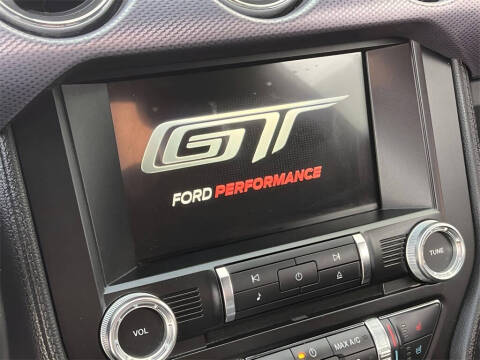 GT
FORD PERFORMANCE
TUNE
VOL
MAX A/C